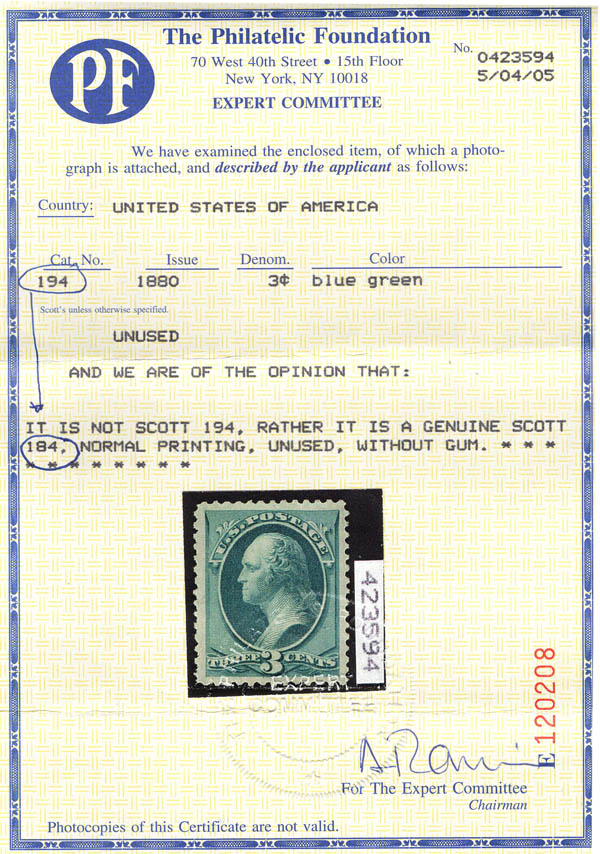 PF
The Philatelic Foundation
70 West 40th Street • 15th Floor
New York, NY 10018
EXPERT COMMITTEE
No. 0423594
5/04/05
We have examined the enclosed item, of which a photo-
graph is attached, and described by the applicant as follows:
Country: UNITED STATES OF AMERICA
Cat. No. Issue Denom. Color
194 1880 3¢ blue green
Scott's unless otherwise specified.
UNUSED
AND WE ARE OF THE OPINION THAT:
IT IS NOT SCOTT 194, RATHER IT IS A GENUINE SCOTT
184, NORMAL PRINTING, UNUSED, WITHOUT GUM. * * *
* * * * * * * *
U.S. POSTAGE
THREE 3 CENTS
423594
EXPERT
E120208
For The Expert Committee
Chairman
Photocopies of this Certificate are not valid.